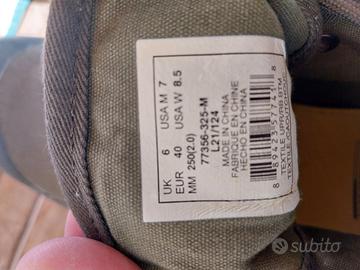 UK 6 USA M 7
EUR 40 USA W 8.5
MM 250(2.0)
77356-325-M
L21/124
MADE IN CHINA
FABRIQUE EN CHINE
HECHO EN CHINA
TEXTILE
subito